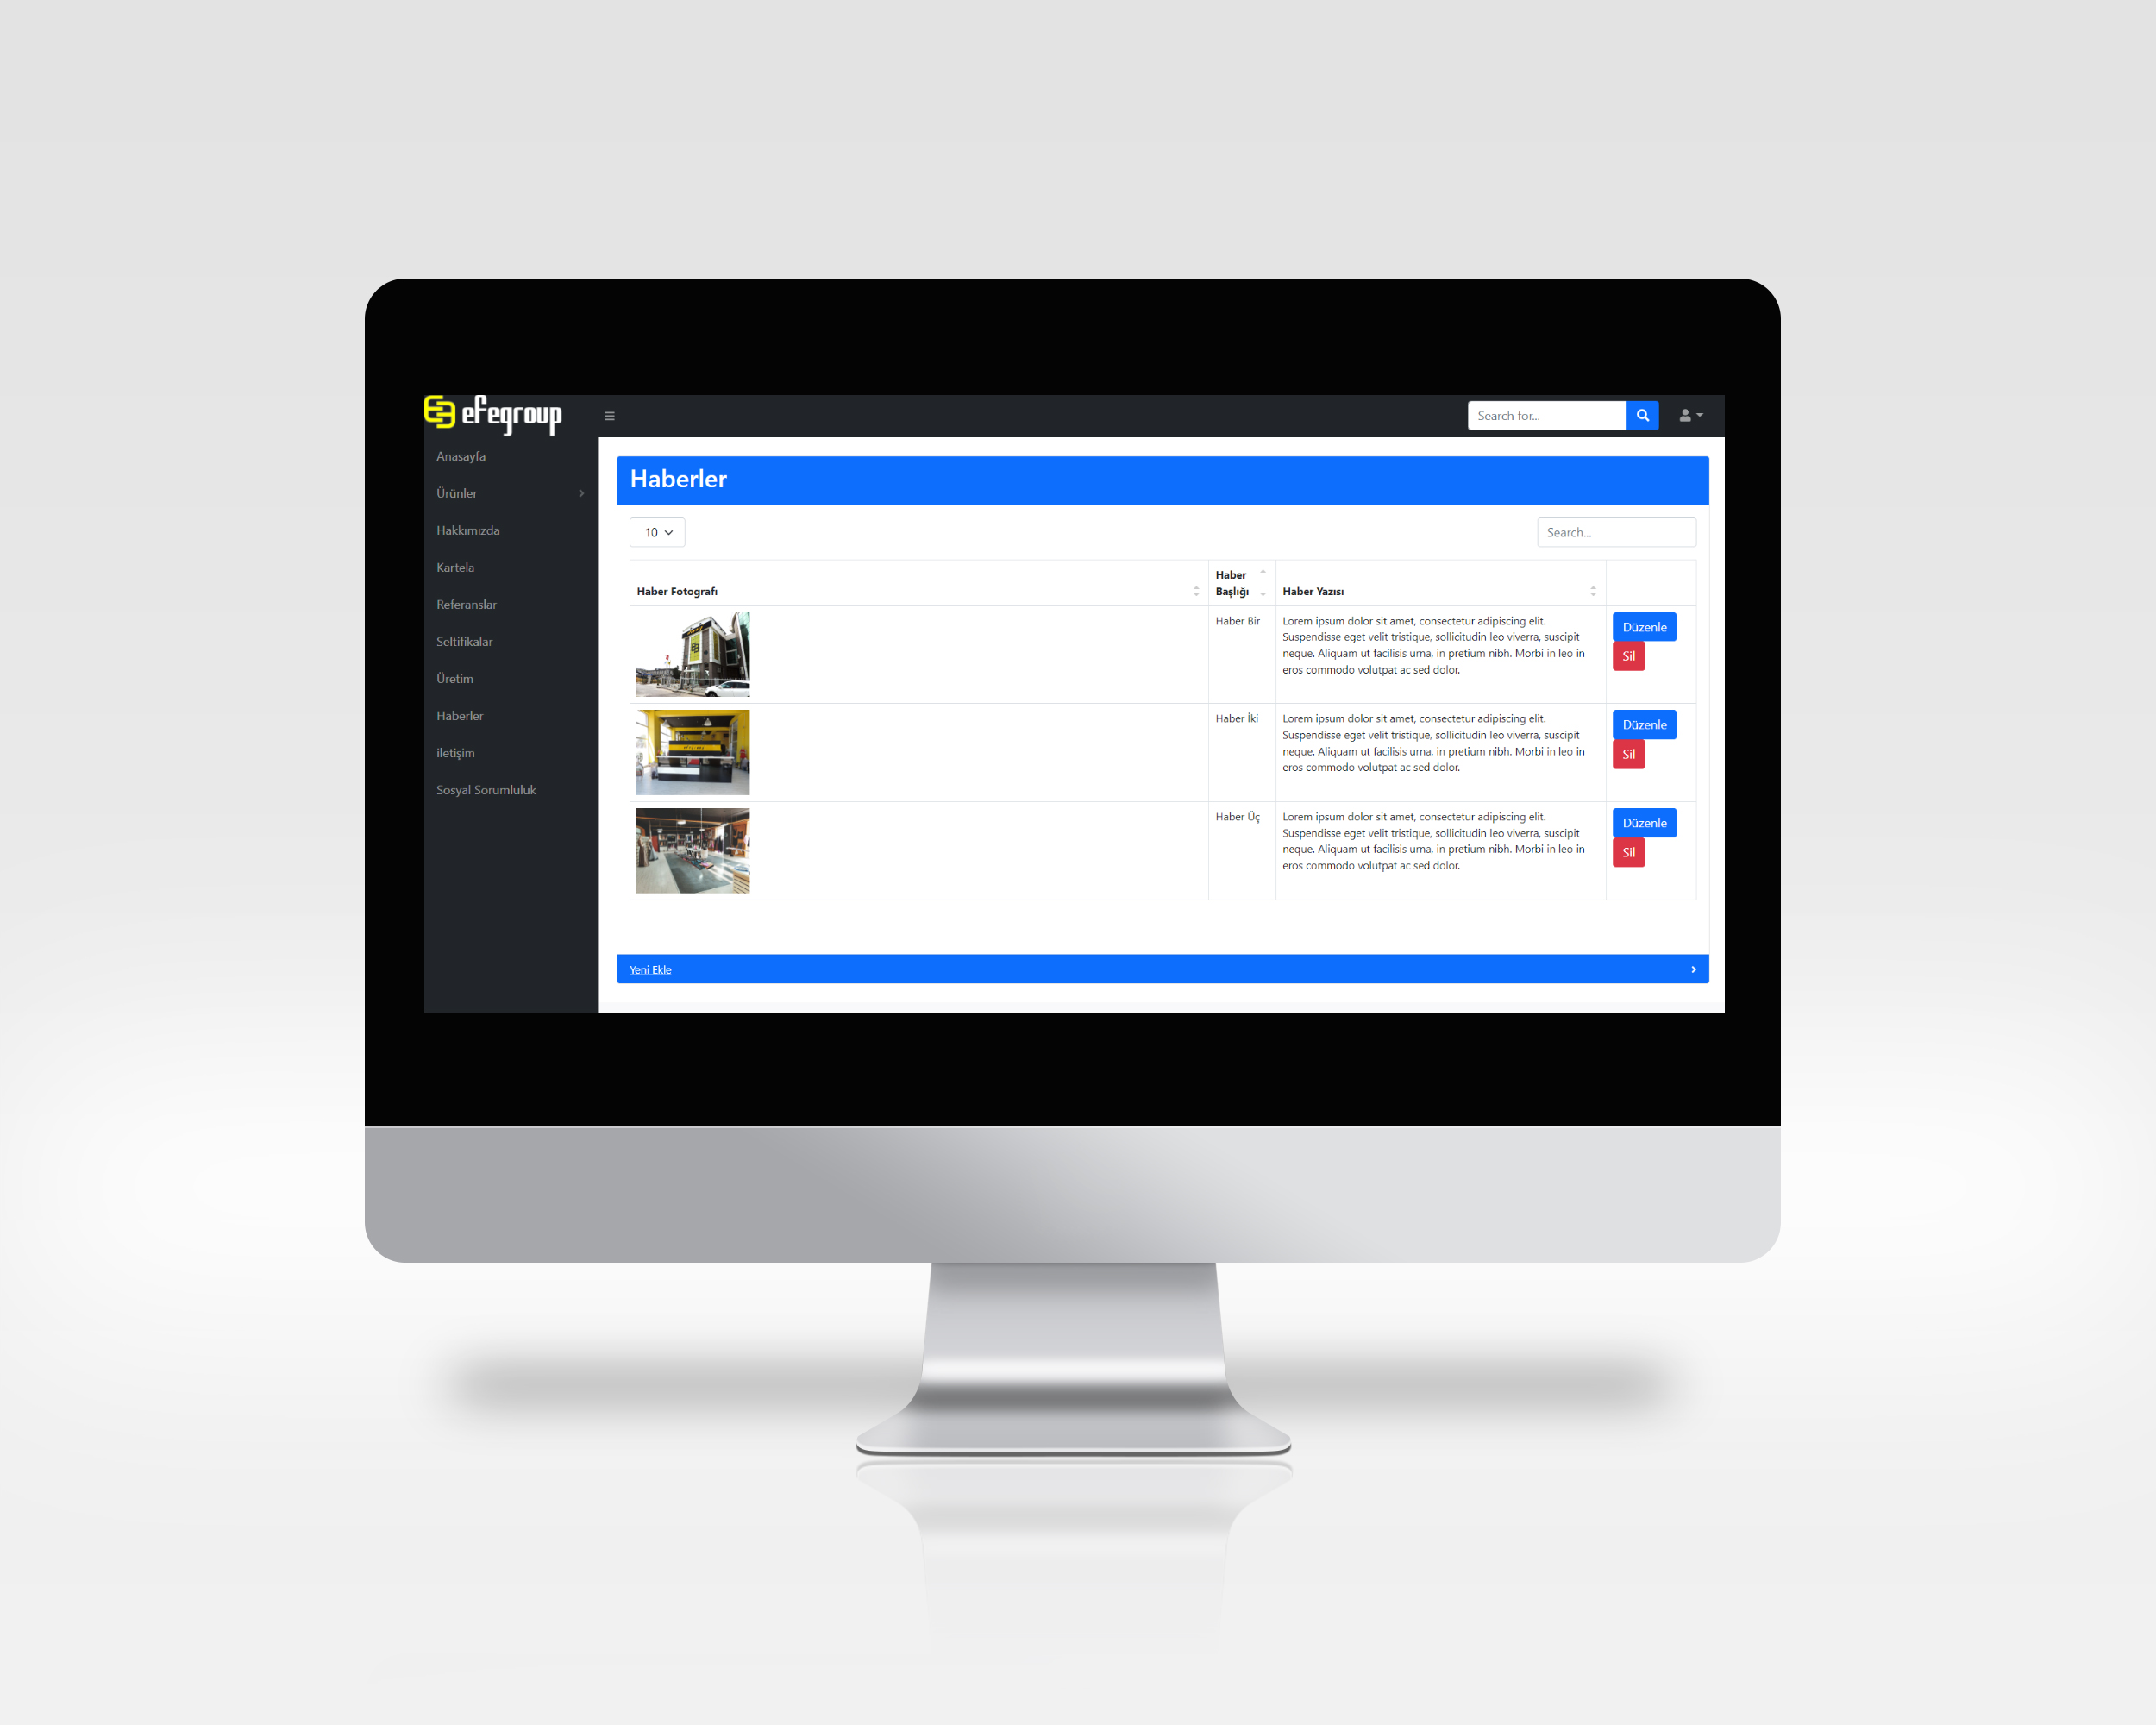 efegroup
Search for...
Anasayfa
Ürünler
Hakkımızda
Kartela
Referanslar
Seltifikalar
Üretim
Haberler
iletişim
Sosyal Sorumluluk
Haberler
10
Search...
Haber Fotografı
Haber
Başlığı
Haber Yazısı
Haber Bir
Lorem ipsum dolor sit amet, consectetur adipiscing elit.
Suspendisse eget velit tristique, sollicitudin leo viverra, suscipit
neque. Aliquam ut facilisis urna, in pretium nibh. Morbi in leo in
eros commodo volutpat ac sed dolor.
Düzenle
Sil
Haber İki
Lorem ipsum dolor sit amet, consectetur adipiscing elit.
Suspendisse eget velit tristique, sollicitudin leo viverra, suscipit
neque. Aliquam ut facilisis urna, in pretium nibh. Morbi in leo in
eros commodo volutpat ac sed dolor.
Düzenle
Sil
Haber Üç
Lorem ipsum dolor sit amet, consectetur adipiscing elit.
Suspendisse eget velit tristique, sollicitudin leo viverra, suscipit
neque. Aliquam ut facilisis urna, in pretium nibh. Morbi in leo in
eros commodo volutpat ac sed dolor.
Düzenle
Sil
Yeni Ekle